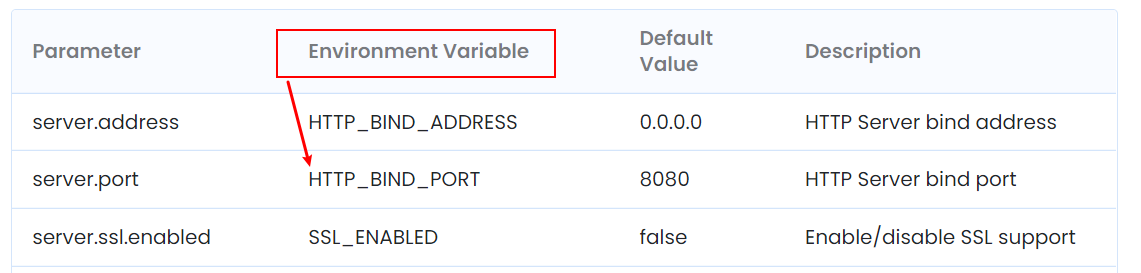 Parameter Environment Variable Default Value Description
server.address HTTP_BIND_ADDRESS 0.0.0.0 HTTP Server bind address
server.port HTTP_BIND_PORT 8080 HTTP Server bind port
server.ssl.enabled SSL_ENABLED false Enable/disable SSL support